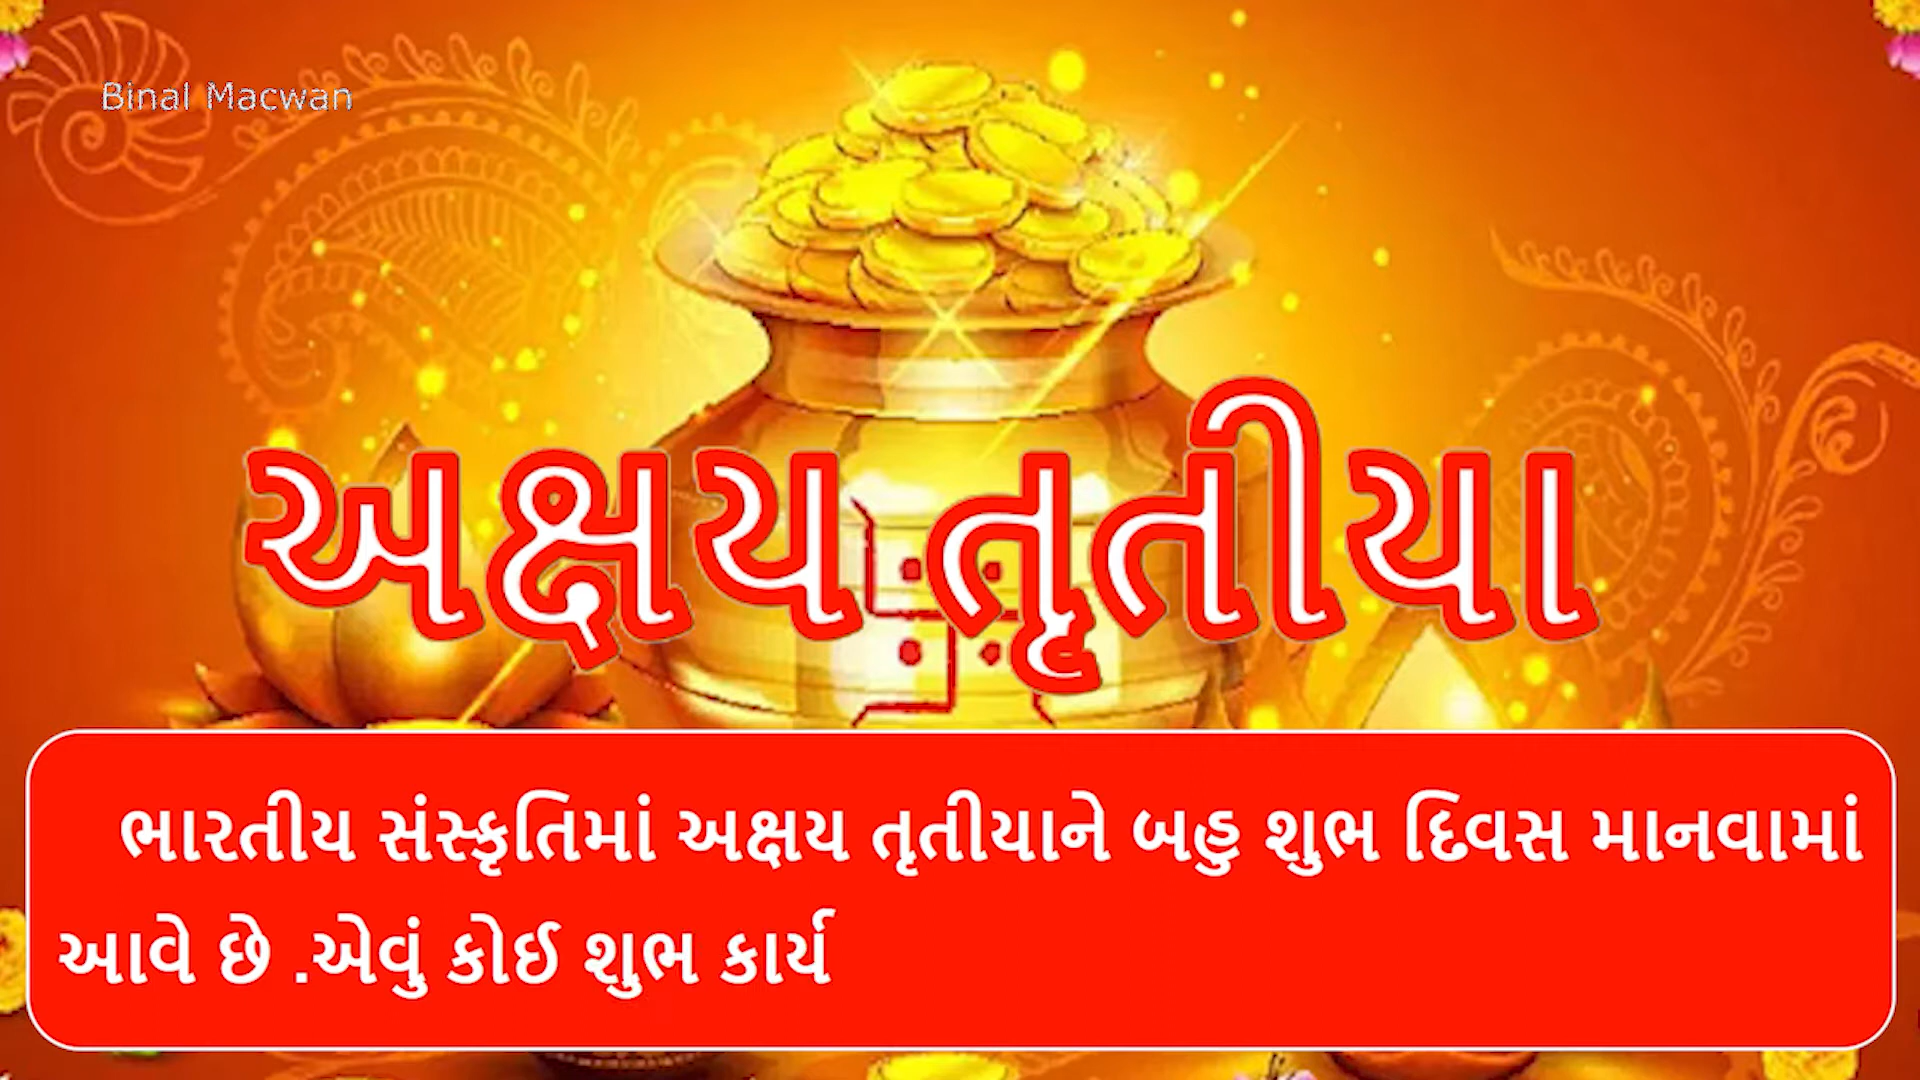 Binal Macwan
અક્ષય તૃતીયા
ભારતીય સંસ્કૃતિમાં અક્ષય તૃતીયાને બહુ શુભ દિવસ માનવામાં
આવે છે .એવું કોઈ શુભ કાર્ય